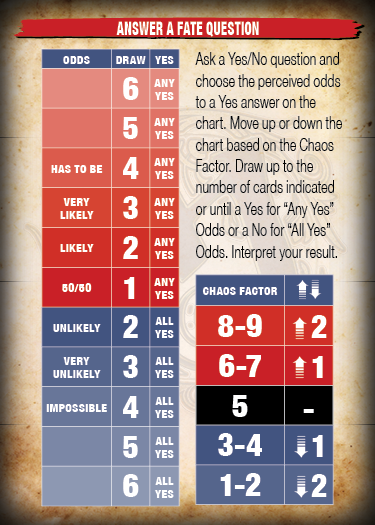 ANSWER A FATE QUESTION
ODDS DRAW YES
6 ANY YES
5 ANY YES
HAS TO BE 4 ANY YES
VERY LIKELY 3 ANY YES
LIKELY 2 ANY YES
50/50 1 ANY YES
UNLIKELY 2 ALL YES
VERY UNLIKELY 3 ALL YES
IMPOSSIBLE 4 ALL YES
5 ALL YES
6 ALL YES
Ask a Yes/No question and
choose the perceived odds
to a Yes answer on the
chart. Move up or down the
chart based on the Chaos
Factor. Draw up to the
number of cards indicated
or until a Yes for “Any Yes”
Odds or a No for “All Yes”
Odds. Interpret your result.
CHAOS FACTOR ⬆⬇
8-9 ⬆ 2
6-7 ⬆ 1
5 -
3-4 ⬇ 1
1-2 ⬇ 2